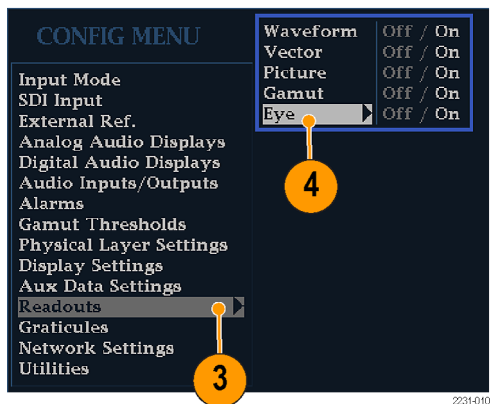 CONFIG MENU
Input Mode
SDI Input
External Ref.
Analog Audio Displays
Digital Audio Displays
Audio Inputs/Outputs
Alarms
Gamut Thresholds
Physical Layer Settings
Display Settings
Aux Data Settings
Readouts
Graticules
Network Settings
Utilities
3
Waveform Off / On
Vector Off / On
Picture Off / On
Gamut Off / On
Eye Off / On
4
2231-010